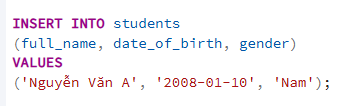 INSERT INTO students
(full_name, date_of_birth, gender)
VALUES
('Nguyễn Văn A', '2008-01-10', 'Nam');